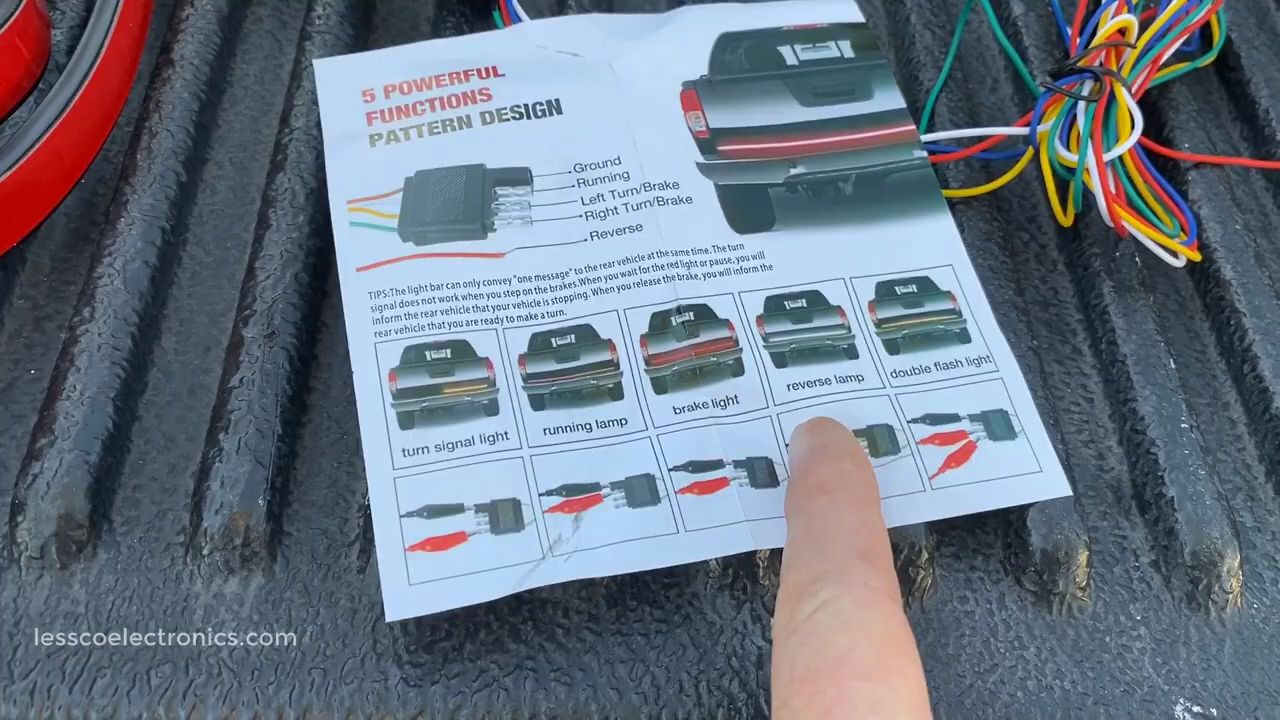 5 POWERFUL
FUNCTIONS
PATTERN DESIGN
Ground
Running
Left Turn/Brake
Right Turn/Brake
Reverse
TIPS:The light bar can only convey "one message" to the rear vehicle at the same time. The turn
signal does not work when you step on the brakes.When you wait for the red light or pause, you will
inform the rear vehicle that your vehicle is stopping. When you release the brake, you will inform the
rear vehicle that you are ready to make a turn.
turn signal light
running lamp
brake light
reverse lamp
double flash light
lesscoelectronics.com